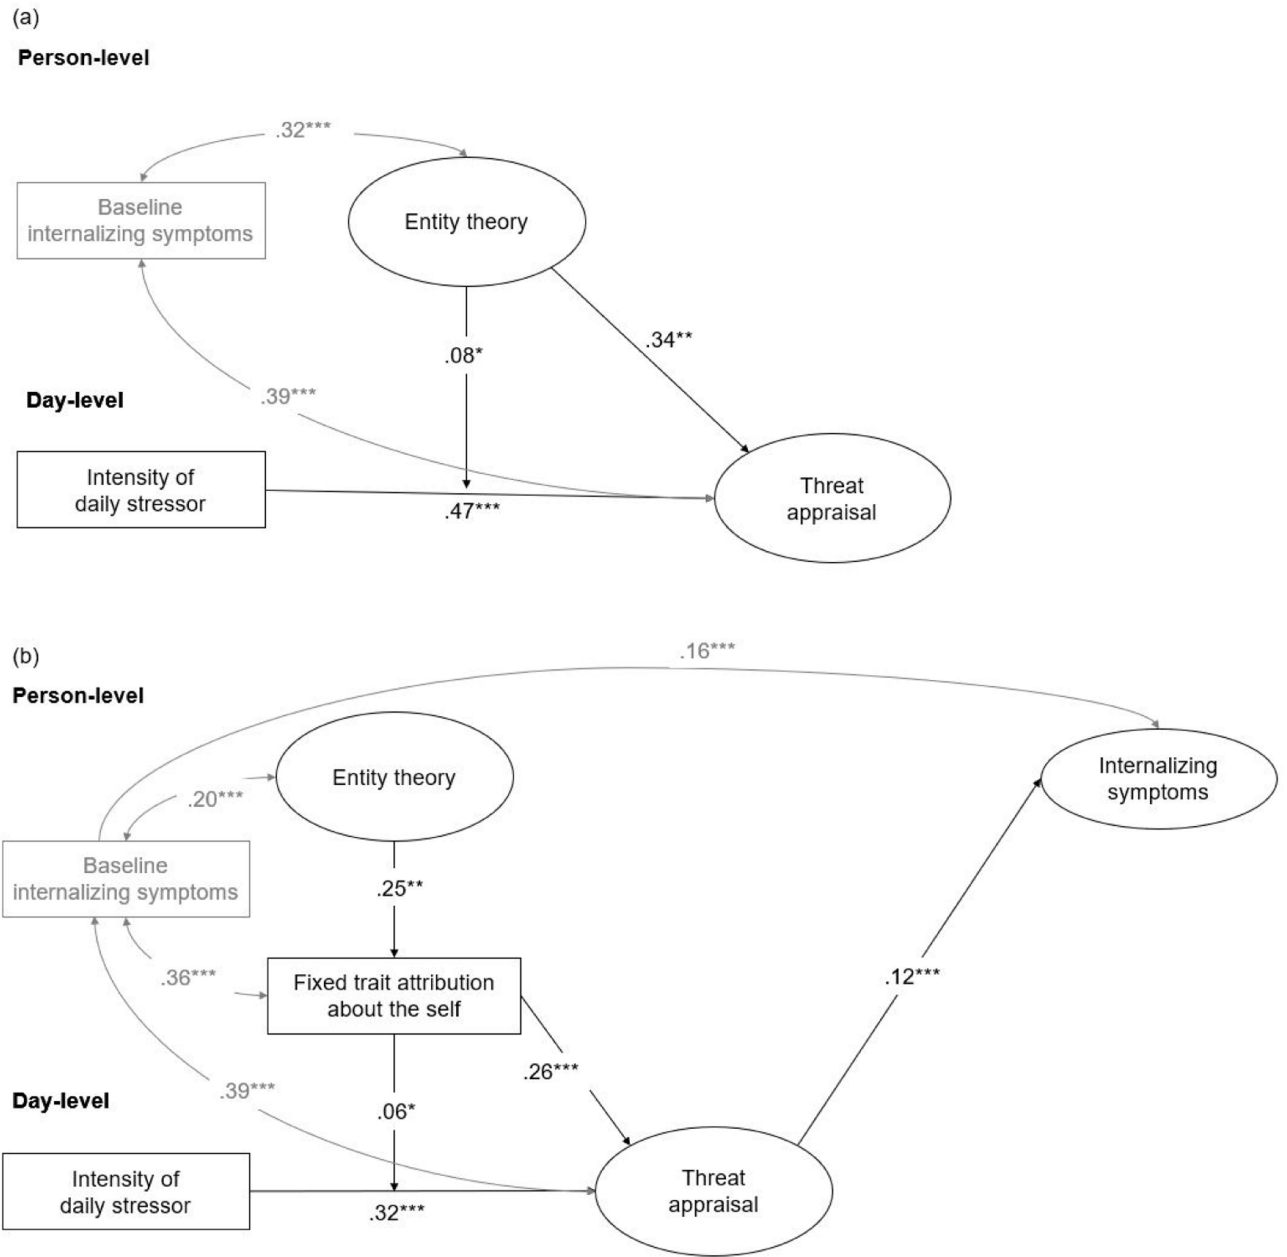 (a)
Person-level
.32***
Baseline
internalizing symptoms
Entity theory
.34**
.08*
.39***
Day-level
Intensity of
daily stressor
.47***
Threat
appraisal
(b)
.16***
Person-level
Entity theory
Internalizing
symptoms
.20***
Baseline
internalizing symptoms
.25**
.36***
Fixed trait attribution
about the self
.12***
.26***
.39***
Day-level
.06*
Intensity of
daily stressor
.32***
Threat
appraisal